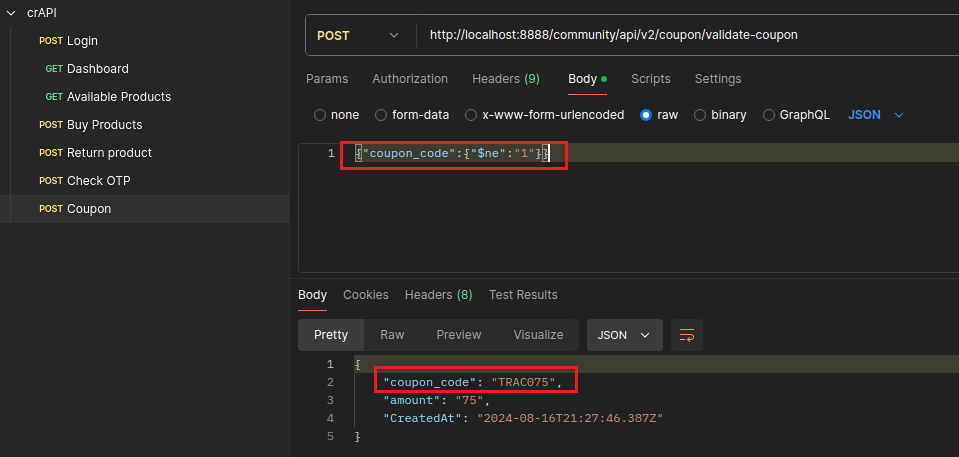 crAPI
POST Login
GET Dashboard
GET Available Products
POST Buy Products
POST Return product
POST Check OTP
POST Coupon
POST http://localhost:8888/community/api/v2/coupon/validate-coupon
Params Authorization Headers (9) Body Scripts Settings
none form-data x-www-form-urlencoded raw binary GraphQL JSON
1 {"coupon_code":{"$ne":"1"}}
Body Cookies Headers (8) Test Results
Pretty Raw Preview Visualize JSON
1 {
2 "coupon_code": "TRAC075",
3 "amount": "75",
4 "CreatedAt": "2024-08-16T21:27:46.387Z"
5 }